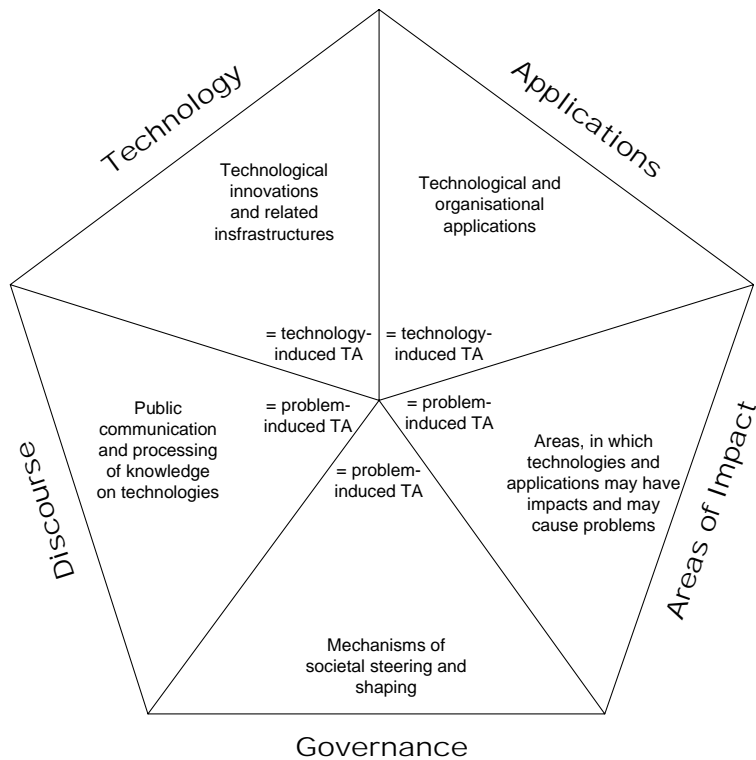 Technology
Applications
Technological
innovations
and related
insfrastructures
Technological and
organisational
applications
= technology-
induced TA
= technology-
induced TA
= problem-
induced TA
= problem-
induced TA
= problem-
induced TA
Public
communication
and processing
of knowledge
on technologies
Areas, in which
technologies and
applications may have
impacts and may
cause problems
Discourse
Areas of Impact
Mechanisms of
societal steering and
shaping
Governance